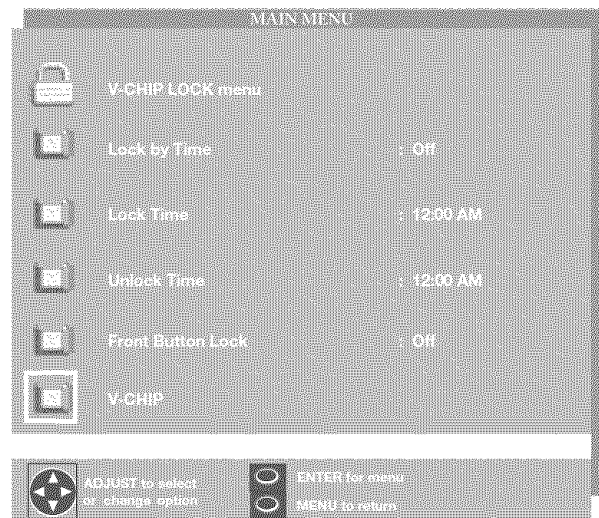 MAIN MENU
V-CHIP LOCK menu
Lock by Time : Off
Lock Time : 12:00 AM
Unlock Time : 12:00 AM
Front Button Lock : Off
V-CHIP
ADJUST to select
or change option
ENTER for menu
MENU to return